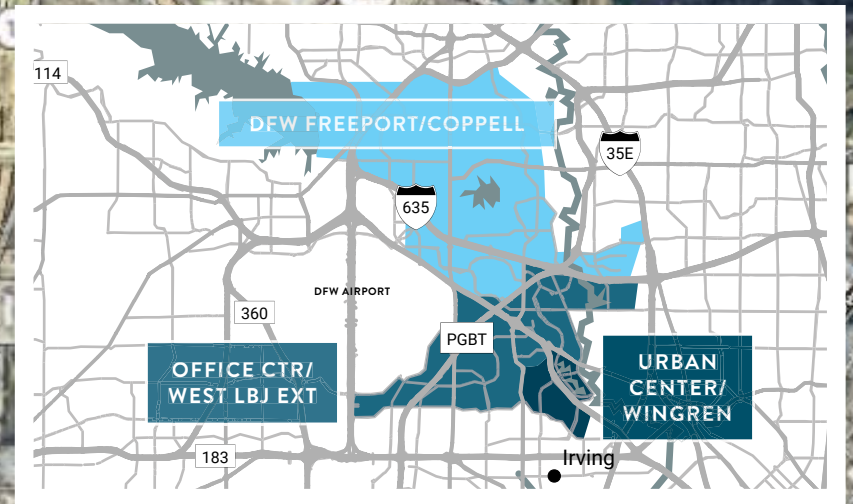 114
DFW FREEPORT/COPPELL
35E
635
DFW AIRPORT
360
PGBT
OFFICE CTR/
WEST LBJ EXT
URBAN
CENTER/
WINGREN
183
Irving